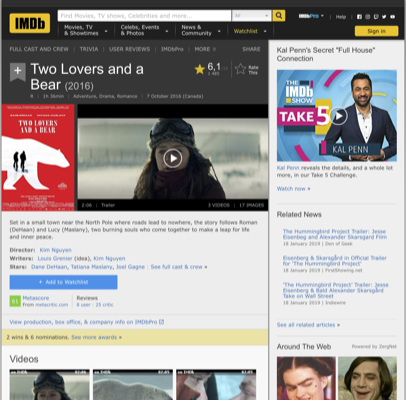 IMDb
Find Movies, TV shows, Celebrities and more...
All
IMDbPro
Help
Movies, TV
& Showtimes
Celebs, Events
& Photos
News &
Community
Watchlist
Sign in
FULL CAST AND CREW | TRIVIA | USER REVIEWS | IMDbPro | MORE
SHARE
Two Lovers and a
Bear (2016)
6,1
Rate
This
1h 36min | Adventure, Drama, Romance | 7 October 2016 (Canada)
TWO LOVERS
AND A BEAR
2:06 | Trailer
3 VIDEOS | 17 IMAGES
Set in a small town near the North Pole where roads lead to nowhere, the story follows Roman
(DeHaan) and Lucy (Maslany), two burning souls who come together to make a leap for life
and inner peace.
Director: Kim Nguyen
Writers: Louis Grenier (idea), Kim Nguyen
Stars: Dane DeHaan, Tatiana Maslany, Joel Gagne | See full cast & crew »
+ Add to Watchlist
Metascore
From metacritic.com
Reviews
8 user | 25 critic
View production, box office, & company info on IMDbPro
2 wins & 6 nominations. See more awards »
Videos
Kal Penn's Secret "Full House"
Connection
THE
IMDb
SHOW
TAKE 5
KAL PENN
Kal Penn reveals the details, and a whole lot
more, in our Take 5 Challenge.
Watch now »
Related News
The Hummingbird Project Trailer: Jesse
Eisenberg and Alexander Skarsgard Film
18 January 2019 | Den of Geek
Eisenberg & Skarsgård in Official Trailer
for 'The Hummingbird Project'
18 January 2019 | FirstShowing.net
'The Hummingbird Project' Trailer: Jesse
Eisenberg & Bald Alexander Skarsgård
Take on Wall Street
18 January 2019 | Indiewire
See all related articles »
Around The Web
Powered by ZergNet